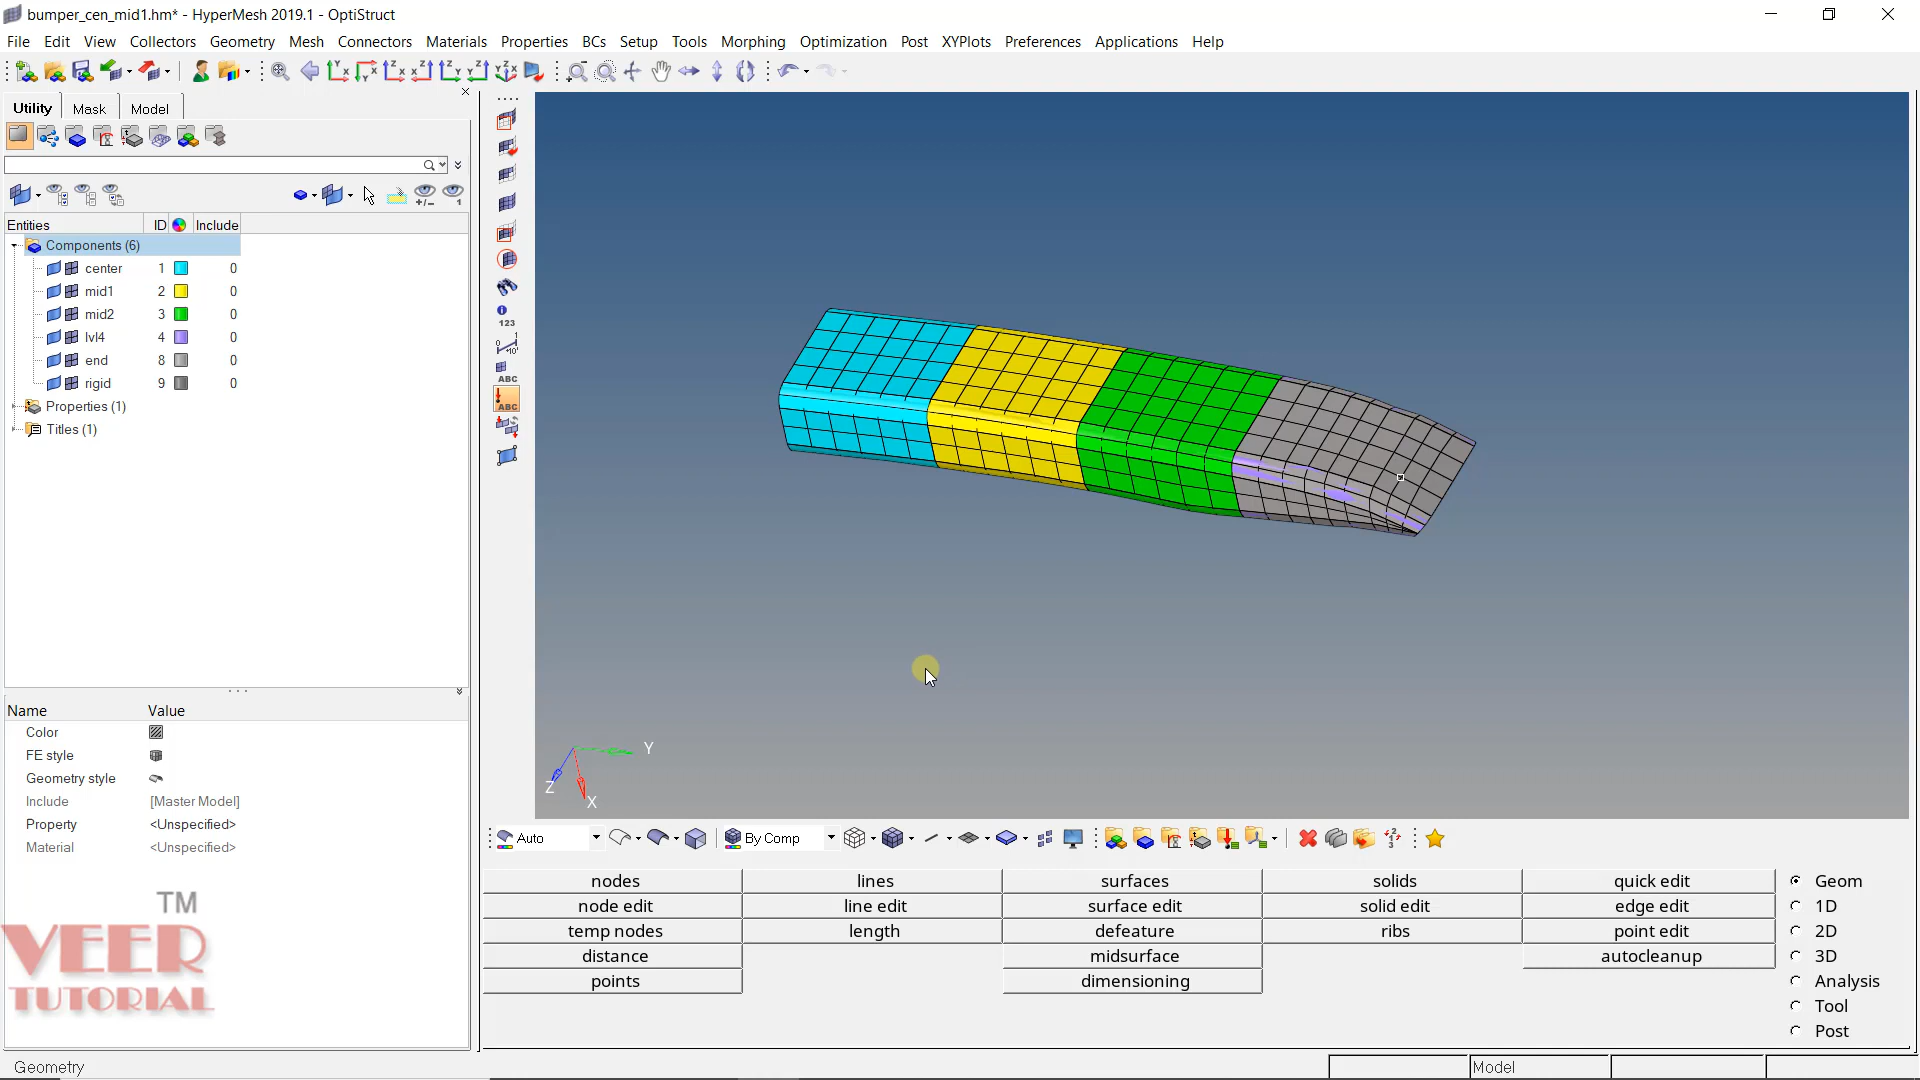 bumper_cen_mid1.hm* - HyperMesh 2019.1 - OptiStruct
File Edit View Collectors Geometry Mesh Connectors Materials Properties BCs Setup Tools Morphing Optimization Post XYPlots Preferences Applications Help
Utility Mask Model
Entities ID Include
Components (6)
center 1 0
mid1 2 0
mid2 3 0
lvl4 4 0
end 8 0
rigid 9 0
Properties (1)
Titles (1)
123
ABC
ABC
Y
Z
X
Name Value
Color
FE style
Geometry style
Include [Master Model]
Property <Unspecified>
Material <Unspecified>
TM
VEER
TUTORIAL
Auto By Comp
nodes lines surfaces solids quick edit Geom
node edit line edit surface edit solid edit edge edit 1D
temp nodes length defeature ribs point edit 2D
distance midsurface autocleanup 3D
points dimensioning Analysis
Tool
Post
Geometry Model